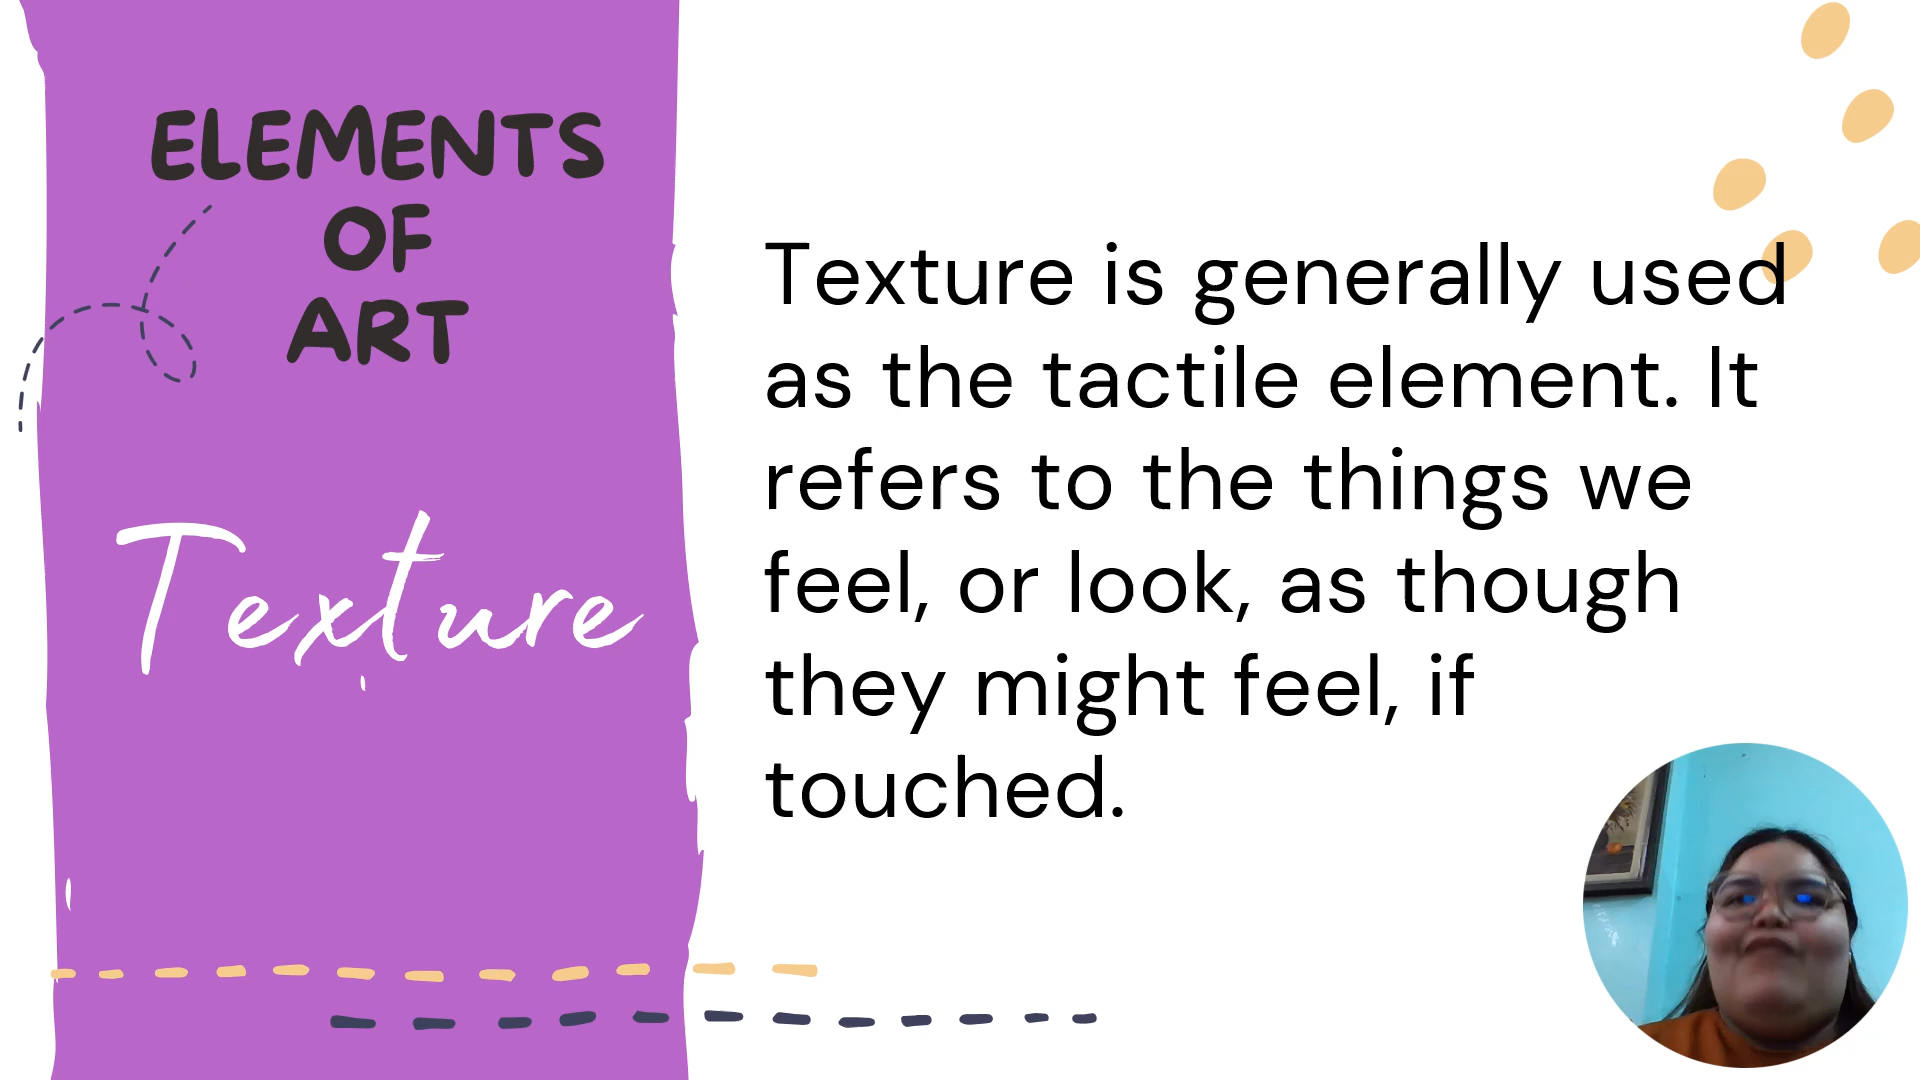 ELEMENTS
OF
ART
Texture
Texture is generally used
as the tactile element. It
refers to the things we
feel, or look, as though
they might feel, if
touched.